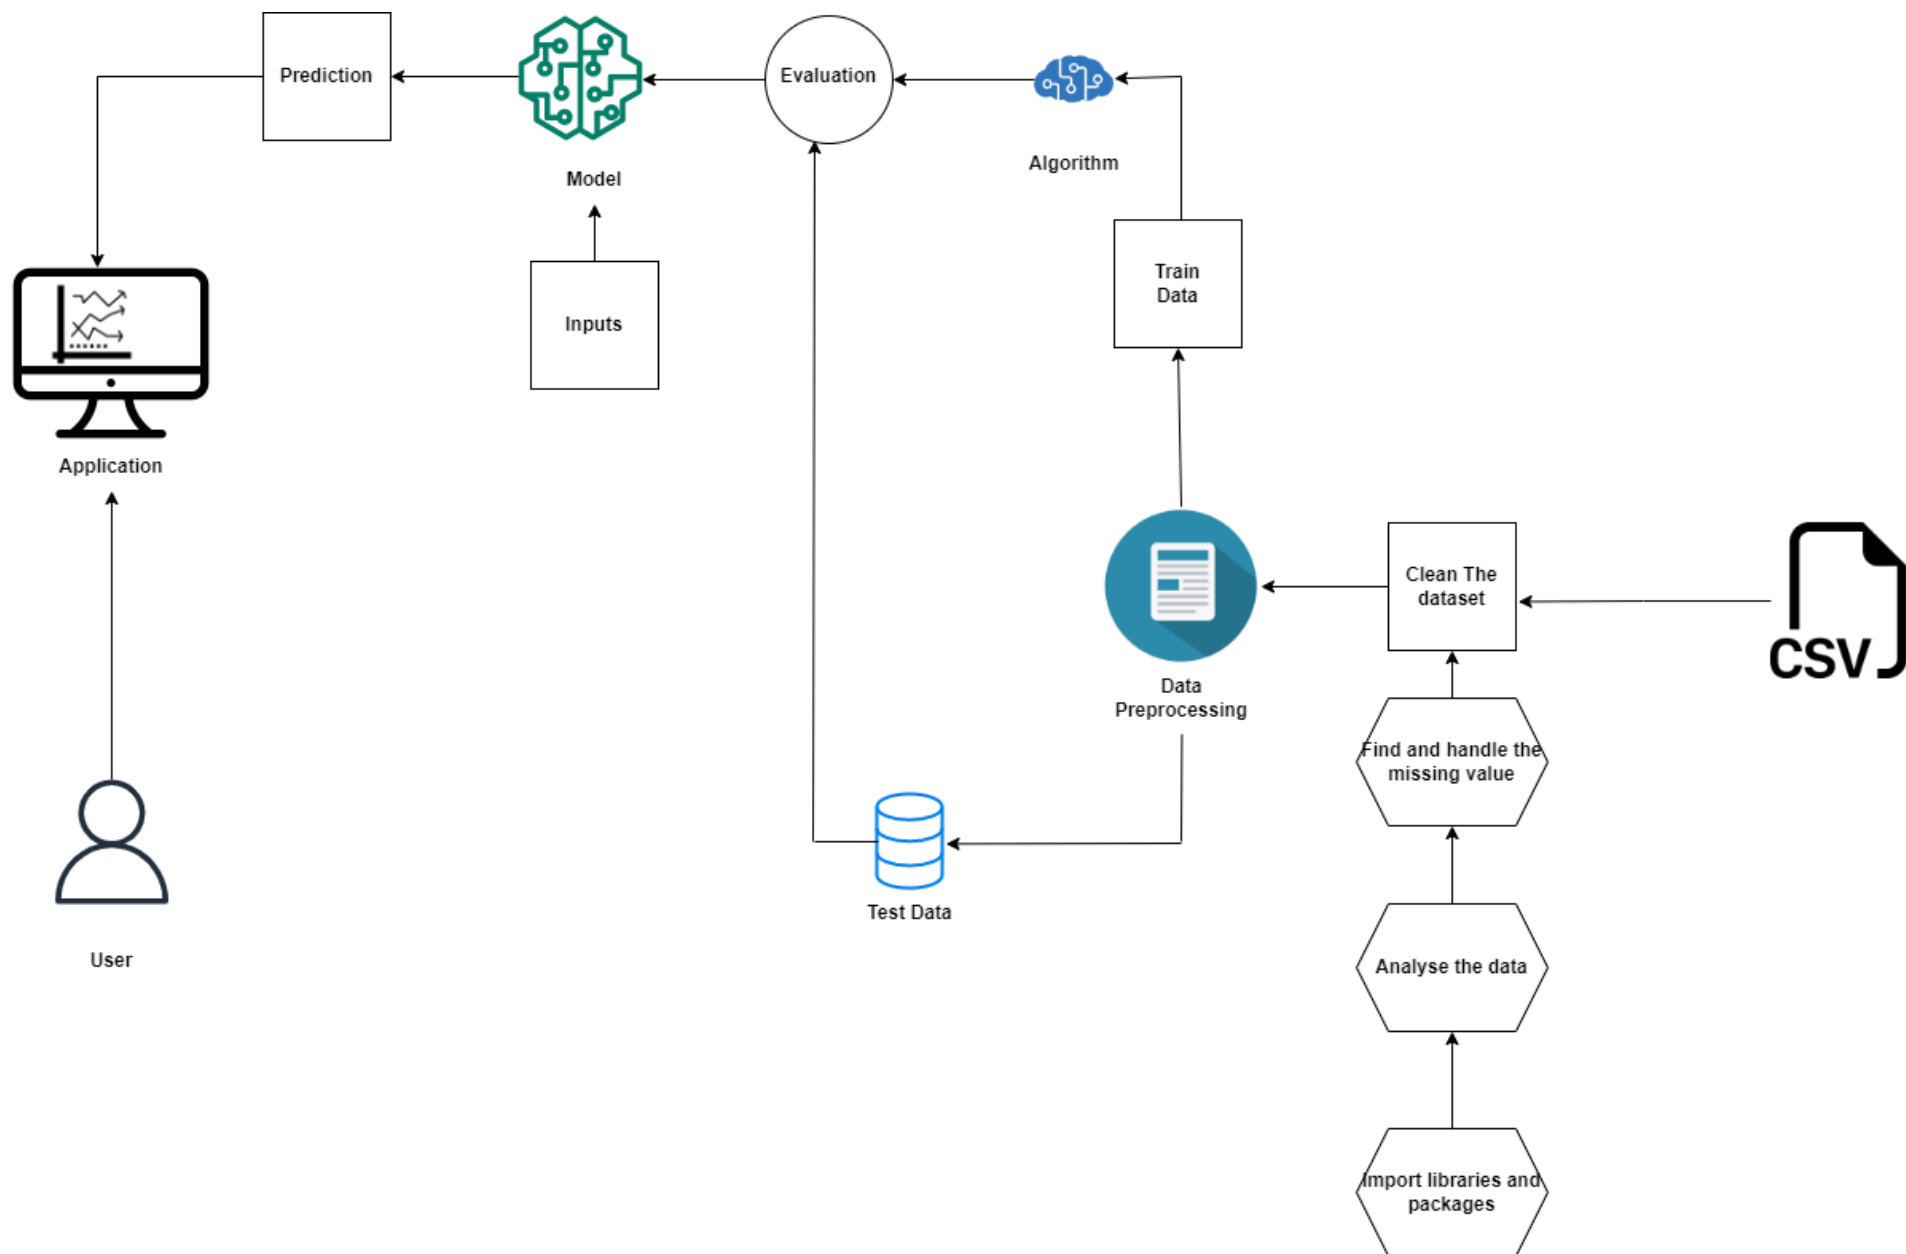 Prediction
Evaluation
Algorithm
Model
Train
Data
Inputs
Application
Clean The
dataset
CSV
Data
Preprocessing
Find and handle the
missing value
Test Data
User
Analyse the data
Import libraries and
packages